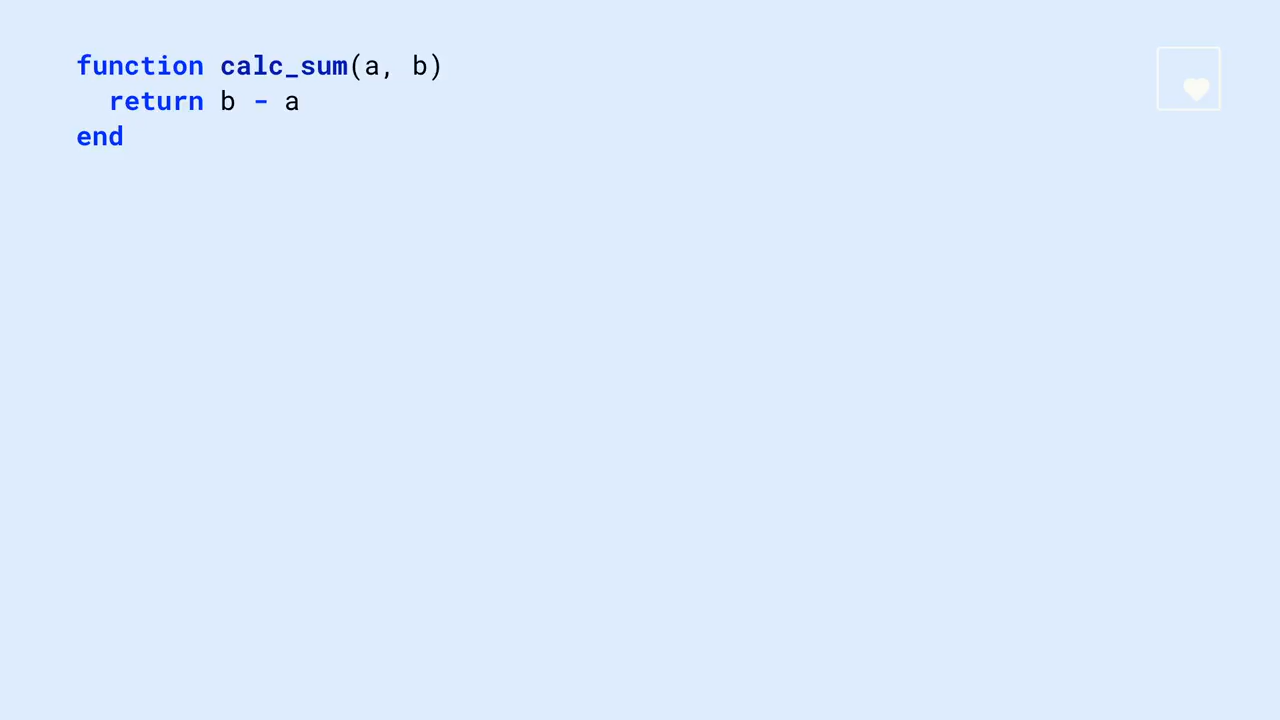 function calc_sum(a, b)
  return b - a
end